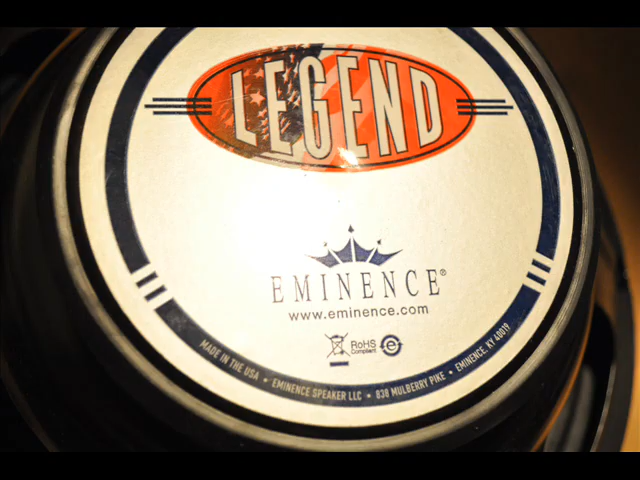 LEGEND
EMINENCE®
www.eminence.com
RoHS
Compliant
MADE IN THE USA • EMINENCE SPEAKER LLC • 838 MULBERRY PIKE • EMINENCE, KY 40019